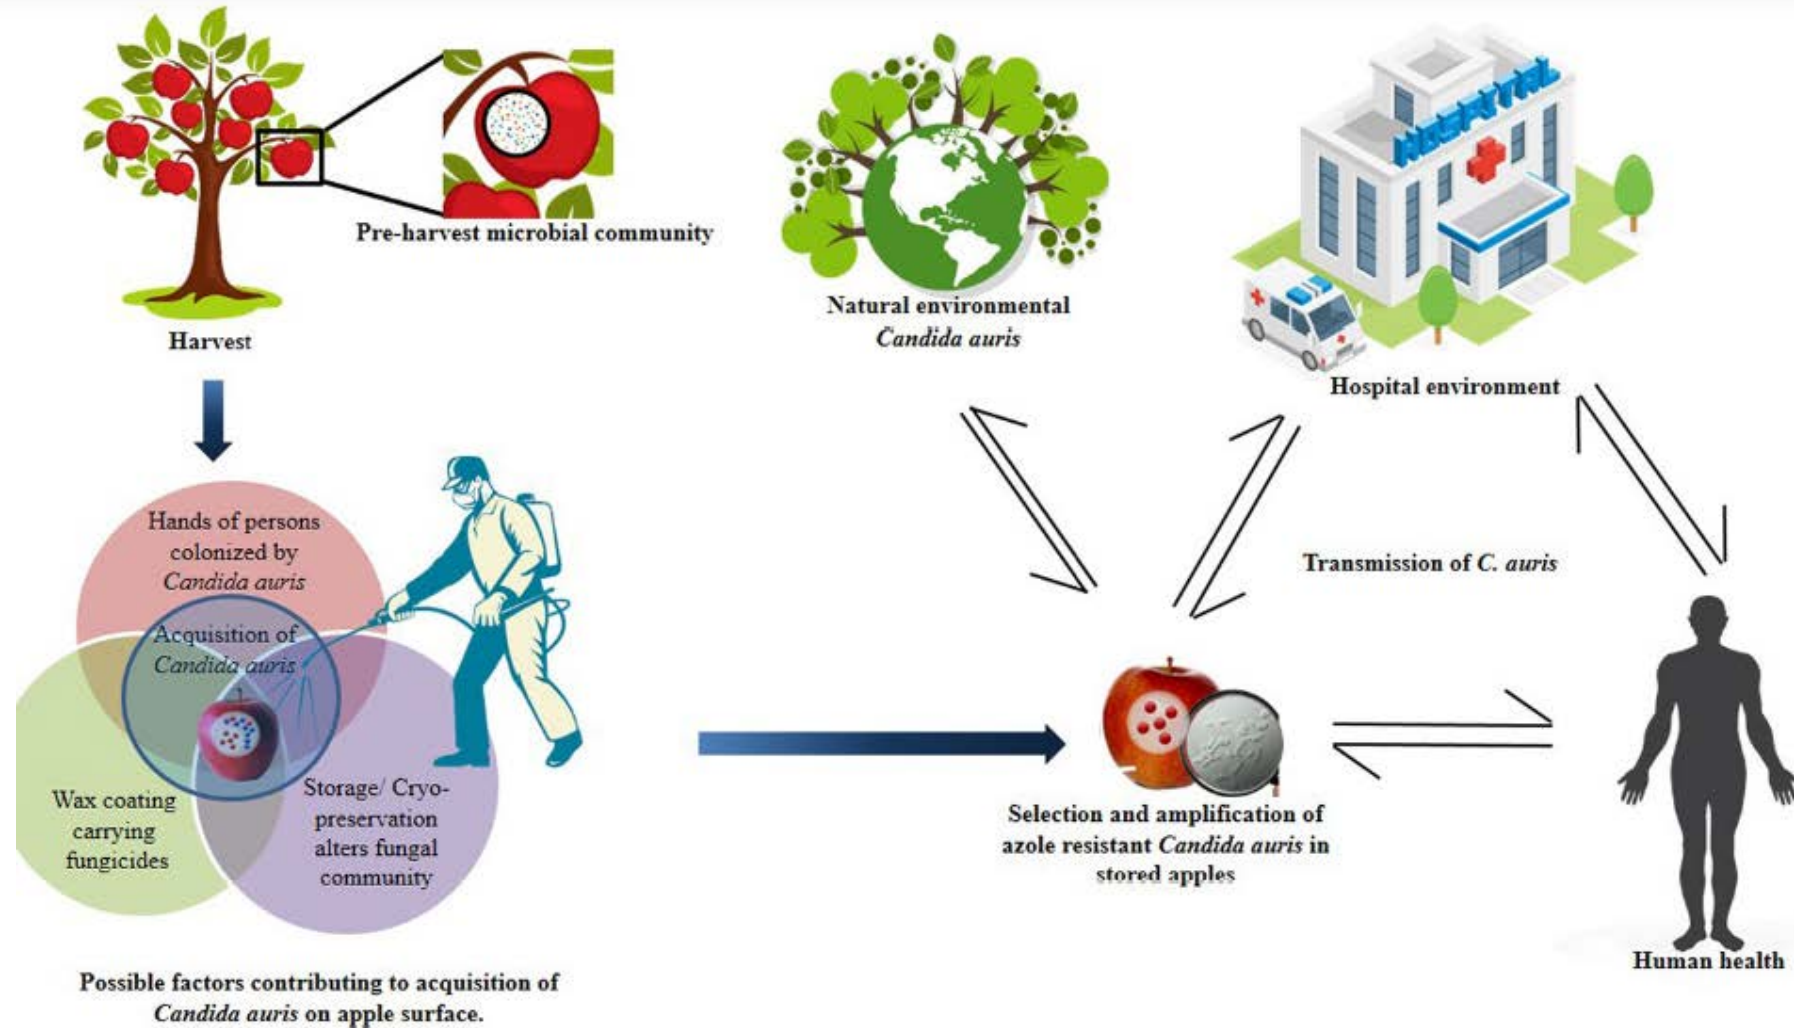 Pre-harvest microbial community
Harvest
Natural environmental
Candida auris
HOSPITAL
Hospital environment
Hands of persons
colonized by
Candida auris
Acquisition of
Candida auris
Wax coating
carrying
fungicides
Storage/ Cryo-
preservation
alters fungal
community
Possible factors contributing to acquisition of
Candida auris on apple surface.
Transmission of C. auris
Selection and amplification of
azole resistant Candida auris in
stored apples
Human health